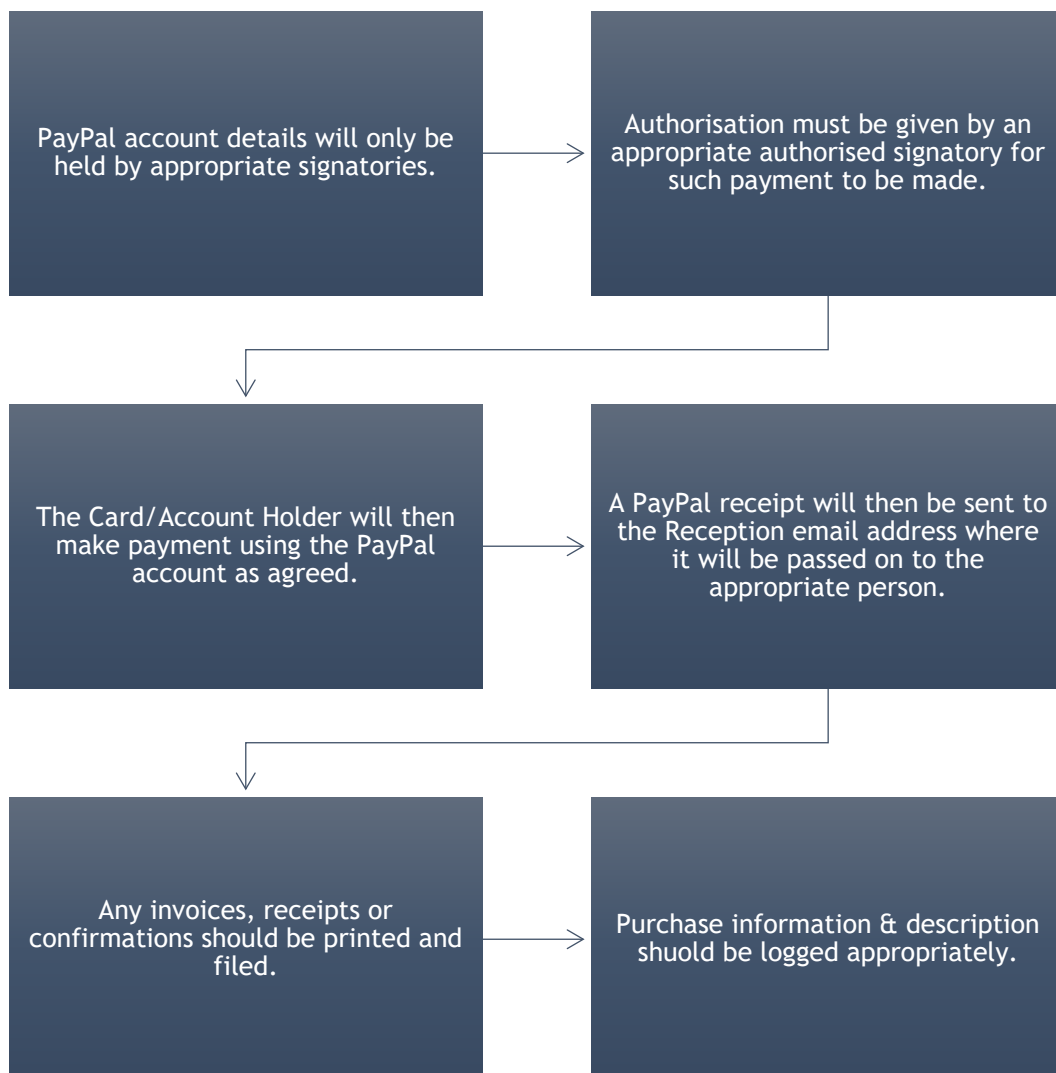 PayPal account details will only be
held by appropriate signatories.
Authorisation must be given by an
appropriate authorised signatory for
such payment to be made.
The Card/Account Holder will then
make payment using the PayPal
account as agreed.
A PayPal receipt will then be sent to
the Reception email address where
it will be passed on to the
appropriate person.
Any invoices, receipts or
confirmations should be printed and
filed.
Purchase information & description
shuold be logged appropriately.